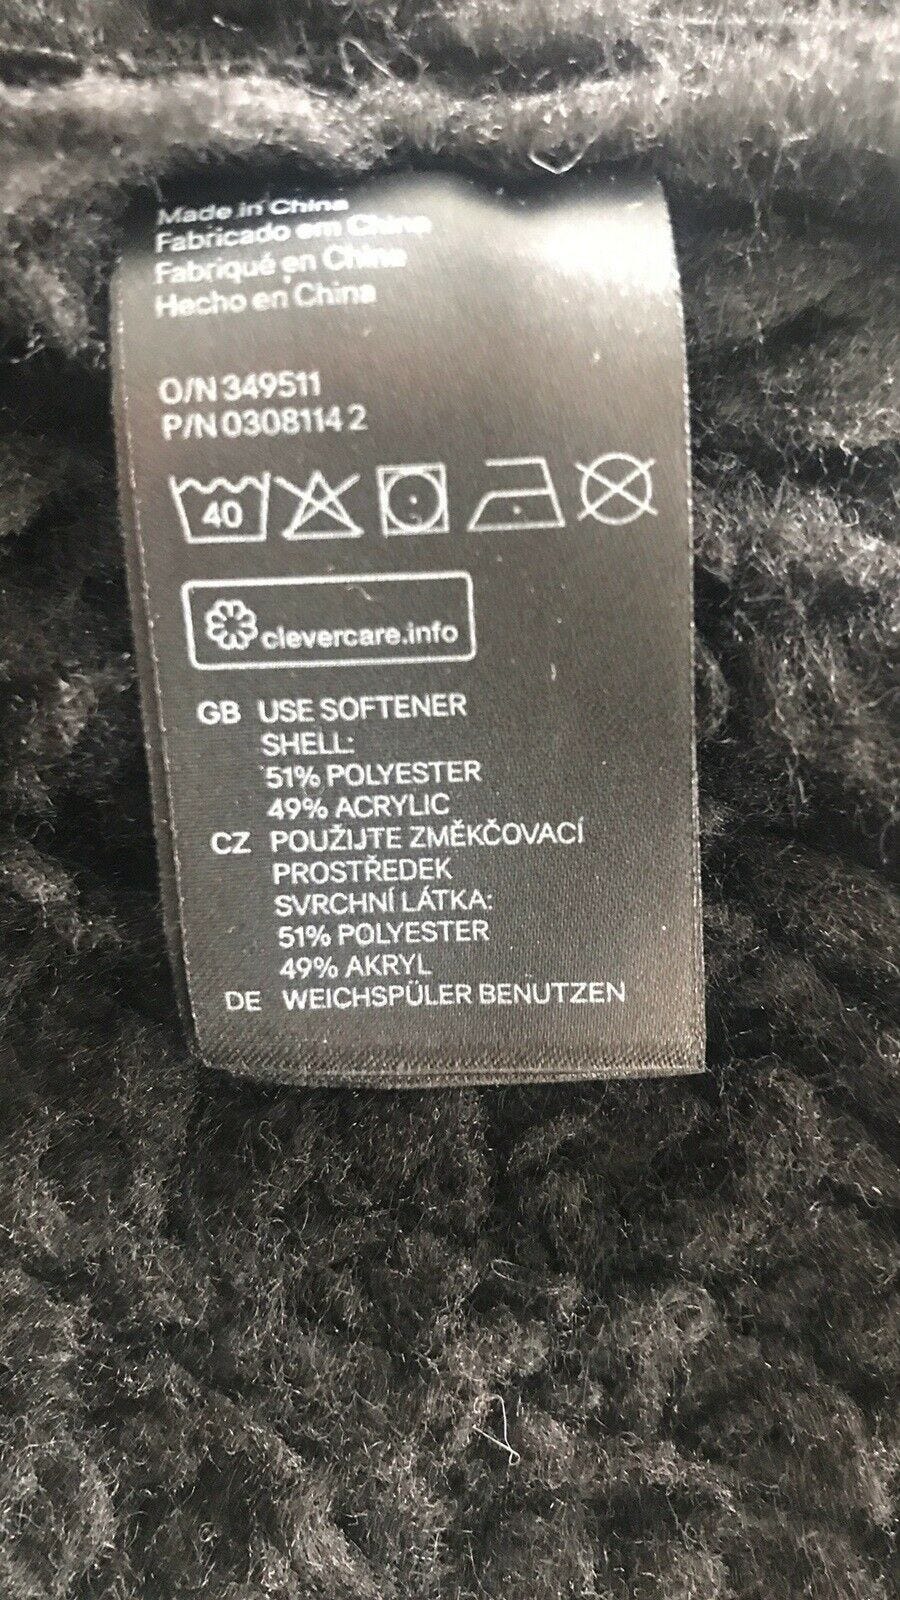 Made in China
Fabricado em China
Fabriqué en China
Hecho en China
O/N 349511
P/N 0308114 2
40
clevercare.info
GB USE SOFTENER
SHELL:
51% POLYESTER
49% ACRYLIC
CZ POUŽIJTE ZMĚKČOVACÍ
PROSTŘEDEK
SVRCHNÍ LÁTKA:
51% POLYESTER
49% AKRYL
DE WEICHSPÜLER BENUTZEN